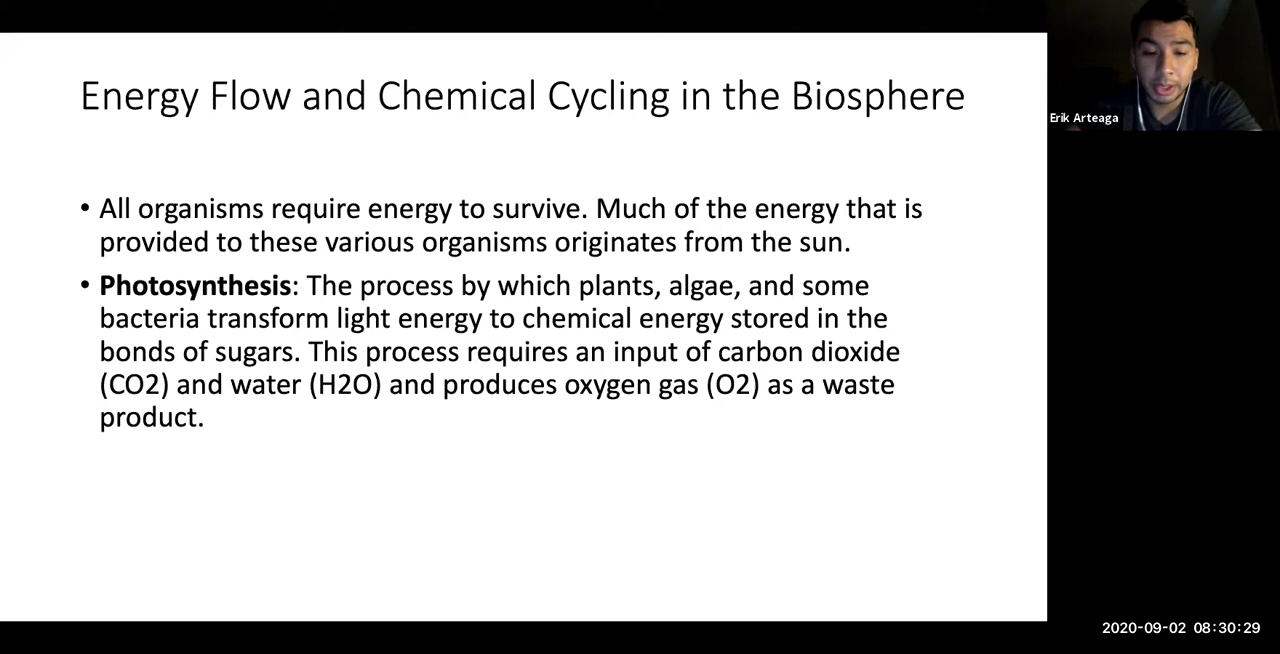 Energy Flow and Chemical Cycling in the Biosphere
• All organisms require energy to survive. Much of the energy that is
provided to these various organisms originates from the sun.
• Photosynthesis: The process by which plants, algae, and some
bacteria transform light energy to chemical energy stored in the
bonds of sugars. This process requires an input of carbon dioxide
(CO2) and water (H2O) and produces oxygen gas (O2) as a waste
product.
Erik Arteaga
2020-09-02 08:30:29